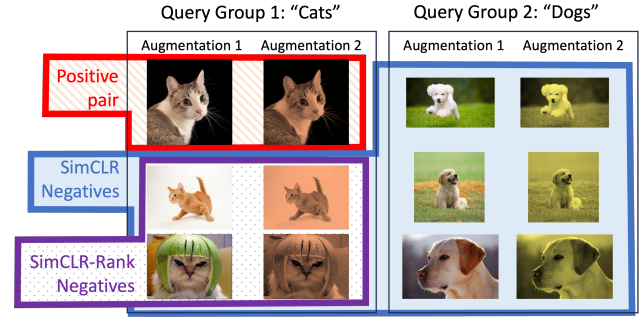 Query Group 1: “Cats”
Query Group 2: “Dogs”
Augmentation 1
Augmentation 2
Augmentation 1
Augmentation 2
Positive
pair
SimCLR
Negatives
SimCLR-Rank
Negatives